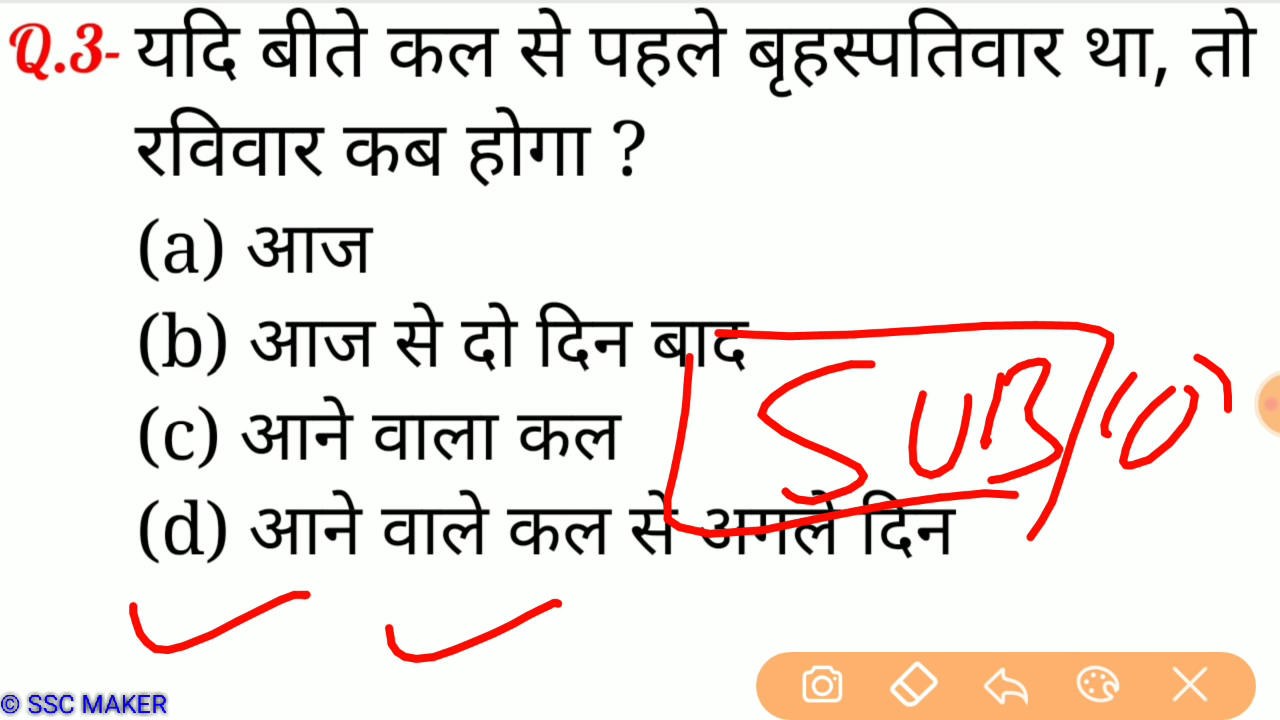 Q.3- यदि बीते कल से पहले बृहस्पतिवार था, तो
रविवार कब होगा ?
(a) आज
(b) आज से दो दिन बाद
(c) आने वाला कल
(d) आने वाले कल से अगले दिन
SUB
© SSC MAKER